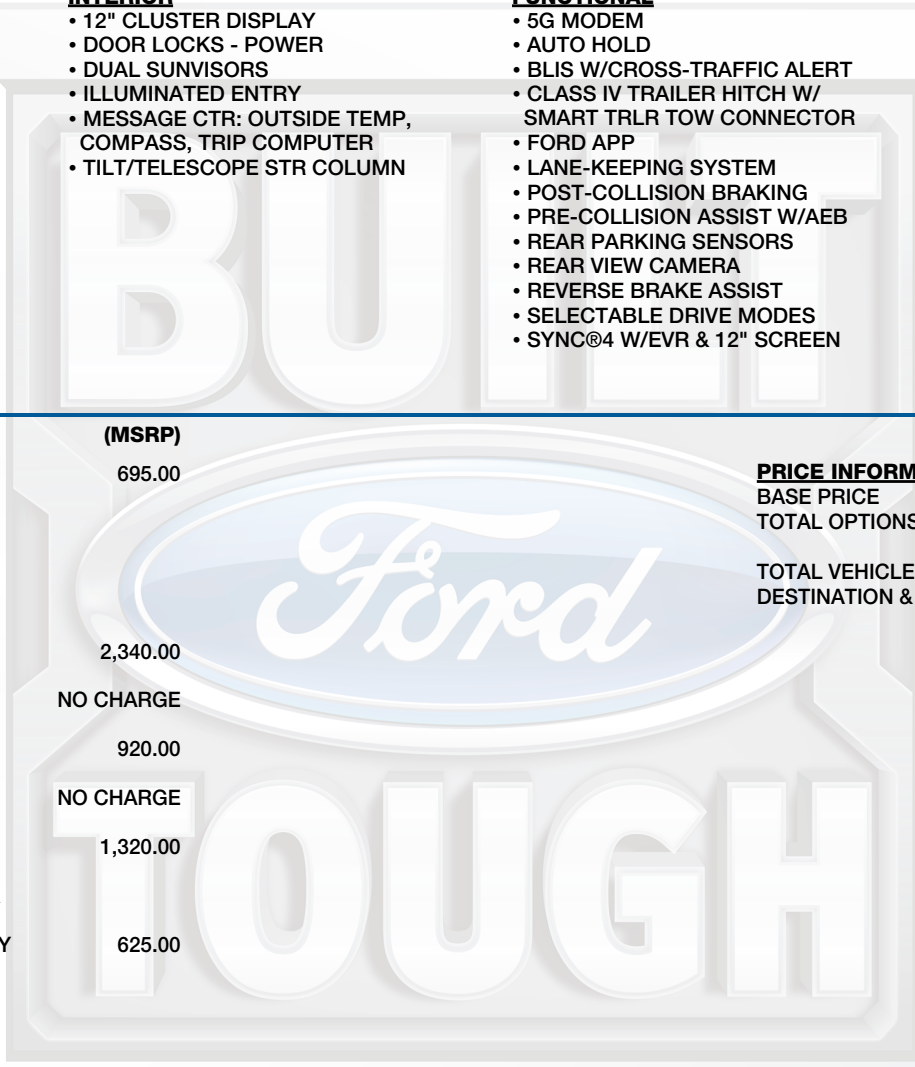 INTERIOR
• 12" CLUSTER DISPLAY
• DOOR LOCKS - POWER
• DUAL SUNVISORS
• ILLUMINATED ENTRY
• MESSAGE CTR: OUTSIDE TEMP,
COMPASS, TRIP COMPUTER
• TILT/TELESCOPE STR COLUMN
FUNCTIONAL
• 5G MODEM
• AUTO HOLD
• BLIS W/CROSS-TRAFFIC ALERT
• CLASS IV TRAILER HITCH W/
SMART TRLR TOW CONNECTOR
• FORD APP
• LANE-KEEPING SYSTEM
• POST-COLLISION BRAKING
• PRE-COLLISION ASSIST W/AEB
• REAR PARKING SENSORS
• REAR VIEW CAMERA
• REVERSE BRAKE ASSIST
• SELECTABLE DRIVE MODES
• SYNC®4 W/EVR & 12" SCREEN
BUILT
(MSRP)
695.00
2,340.00
NO CHARGE
920.00
NO CHARGE
1,320.00
Y 625.00
Ford
TOUGH
PRICE INFORM
BASE PRICE
TOTAL OPTIONS
TOTAL VEHICLE
DESTINATION &